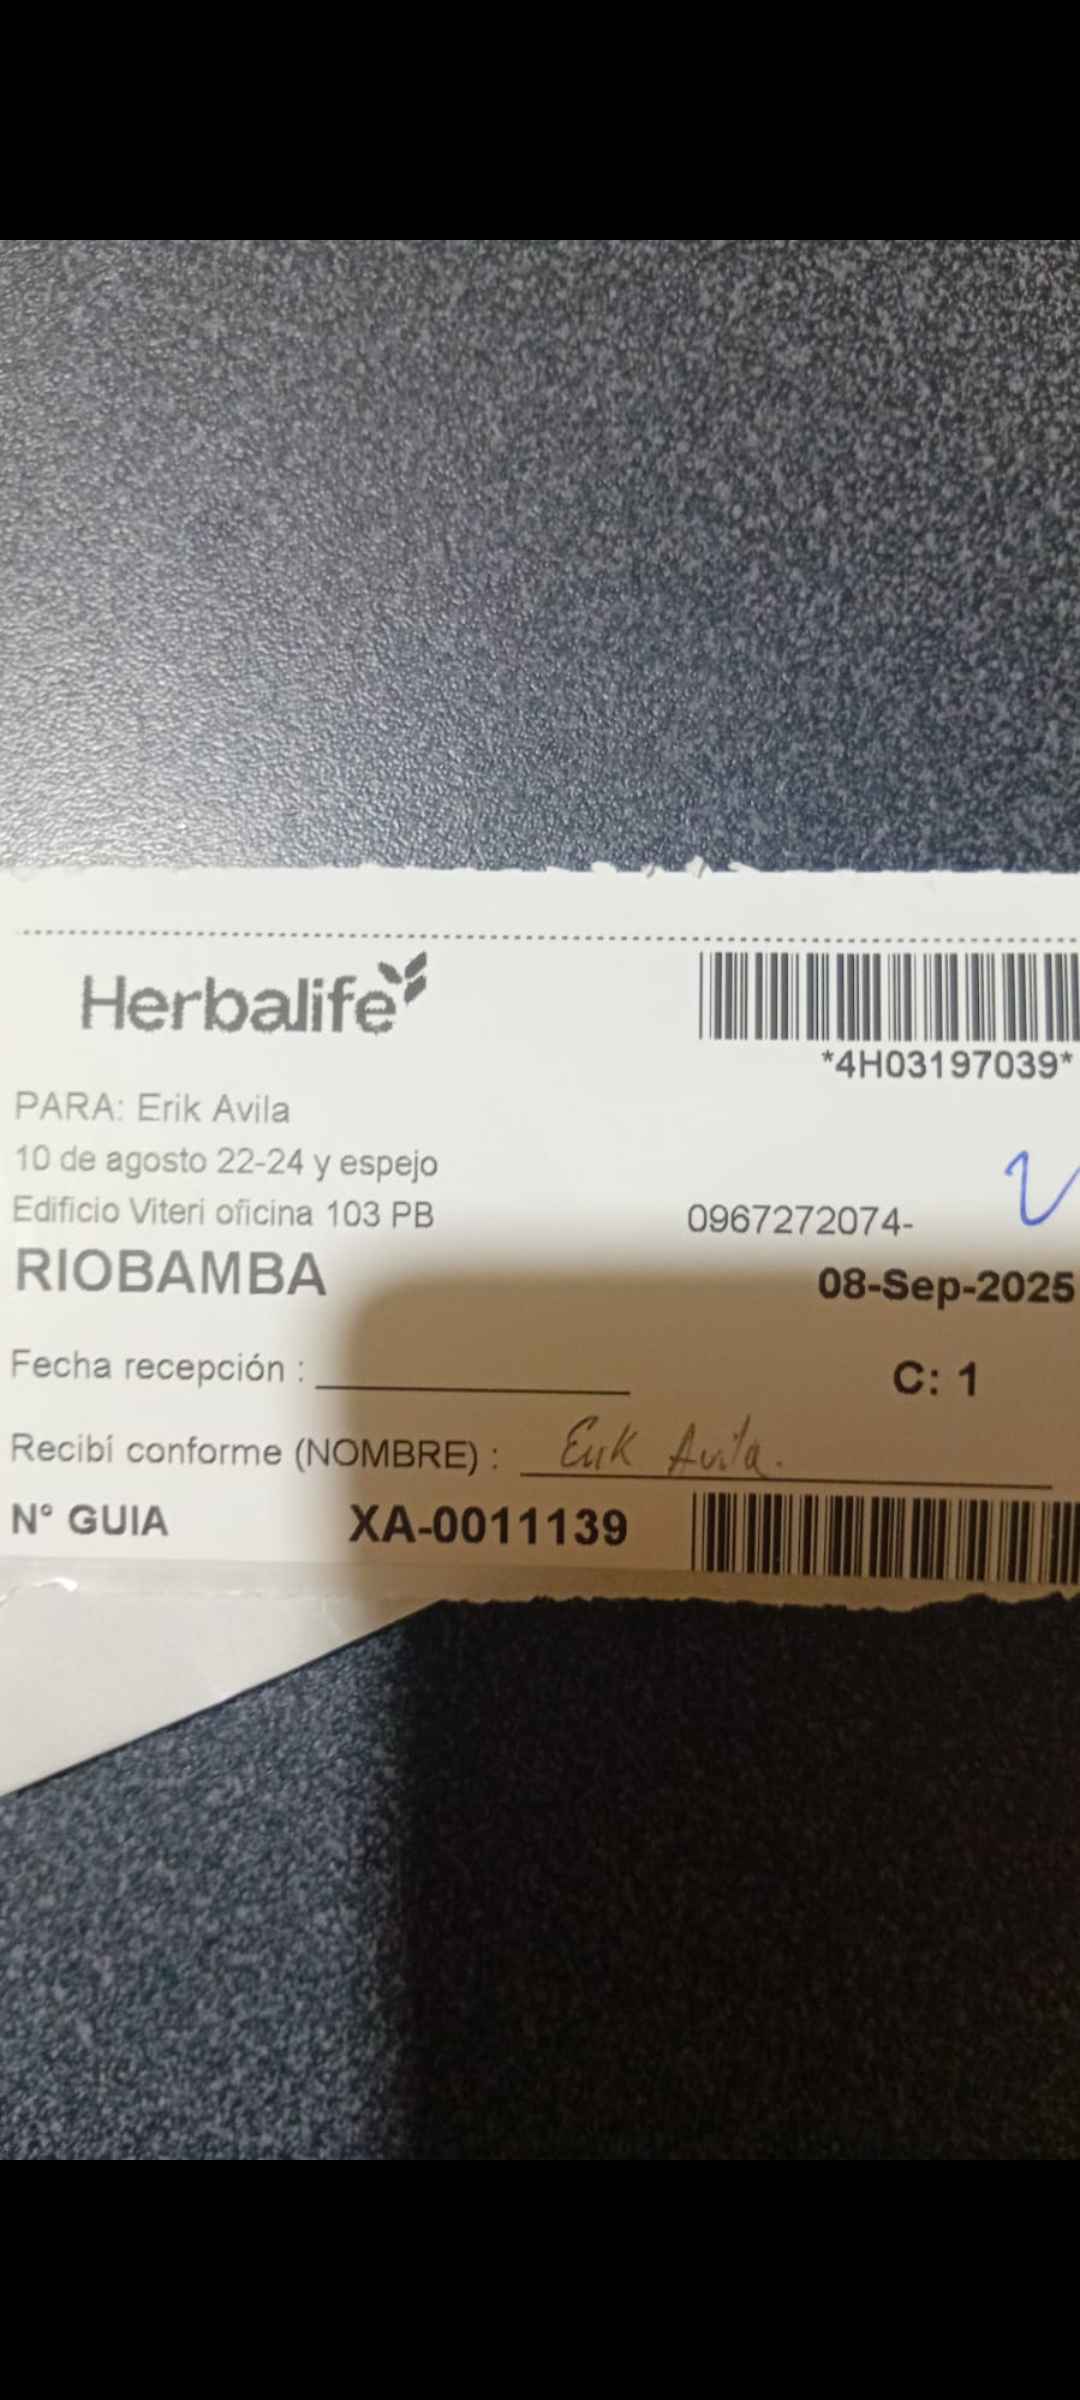 Herbalife
*4H03197039*
PARA: Erik Avila
10 de agosto 22-24 y espejo
Edificio Viteri oficina 103 PB 0967272074-
RIOBAMBA 08-Sep-2025
Fecha recepción :
C: 1
Recibí conforme (NOMBRE) : Erik Avila.
N° GUIA XA-0011139